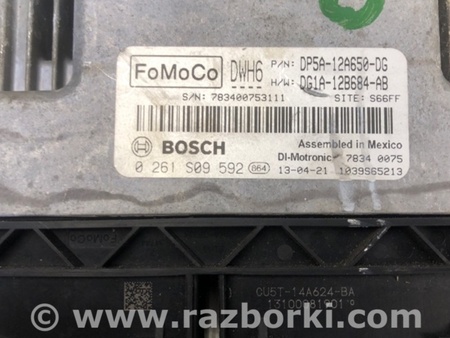 FoMoCo DWH6 P/N: DP5A-12A650-DG
H/W: DG1A-12B684-AB
S/N: 783400753111 SITE: S66FF
BOSCH Assembled in Mexico
DI-Motronic 7834 0075
0 261 S09 592 864 13-04-21 1039S65213
CU5T-14A624-BA
© www.razborki.com